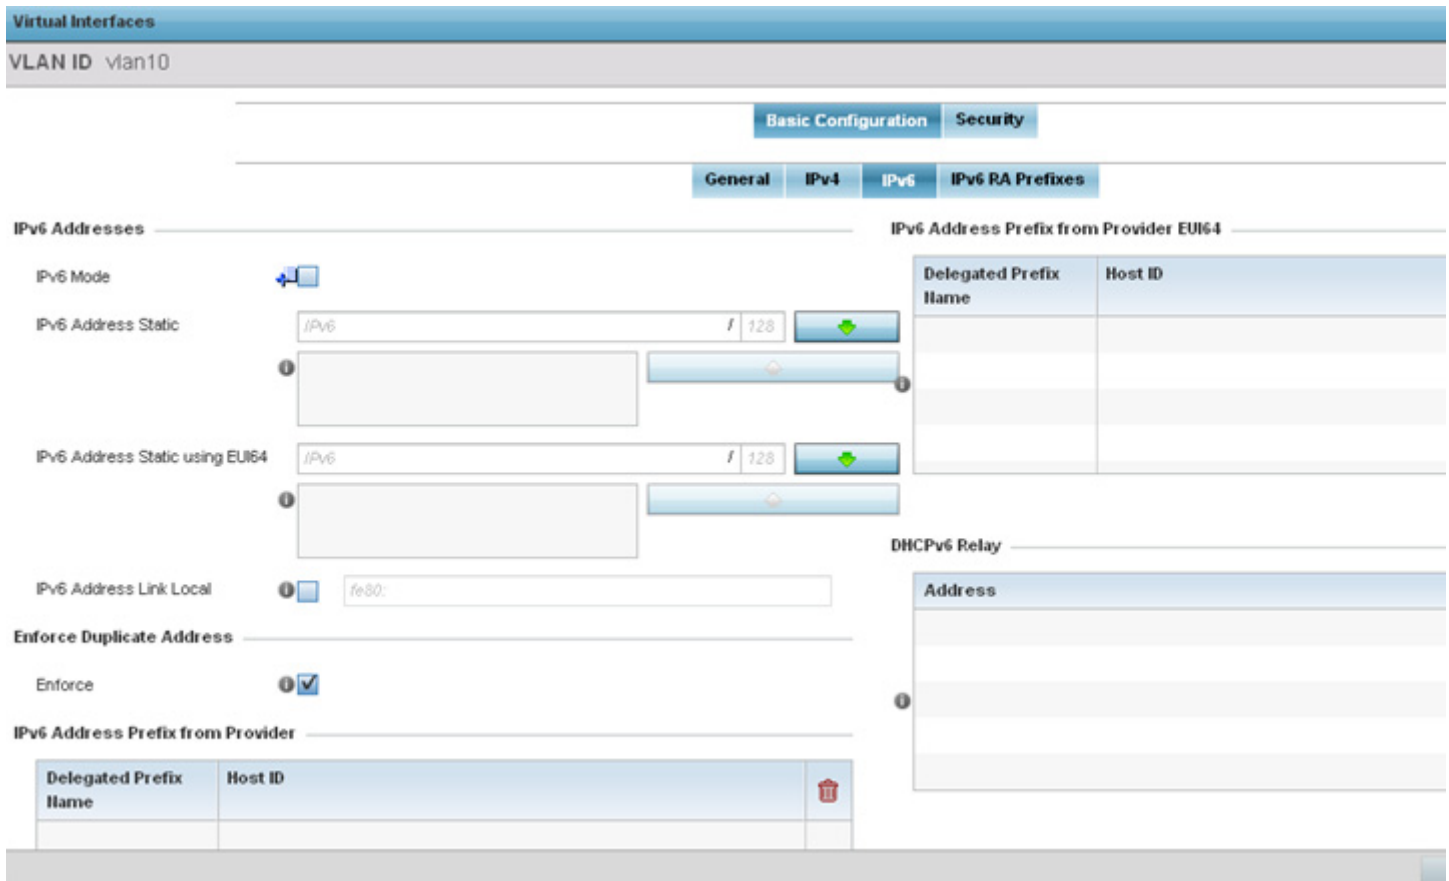 Virtual Interfaces
VLAN ID vlan10
Basic Configuration Security
General IPv4 IPv6 IPv6 RA Prefixes
IPv6 Addresses
IPv6 Mode
IPv6 Address Static IPv6 / 128
IPv6 Address Static using EUI64 IPv6 / 128
IPv6 Address Link Local fe80:
Enforce Duplicate Address
Enforce
IPv6 Address Prefix from Provider
Delegated Prefix
Name
Host ID
IPv6 Address Prefix from Provider EUI64
Delegated Prefix
Name
Host ID
DHCPv6 Relay
Address